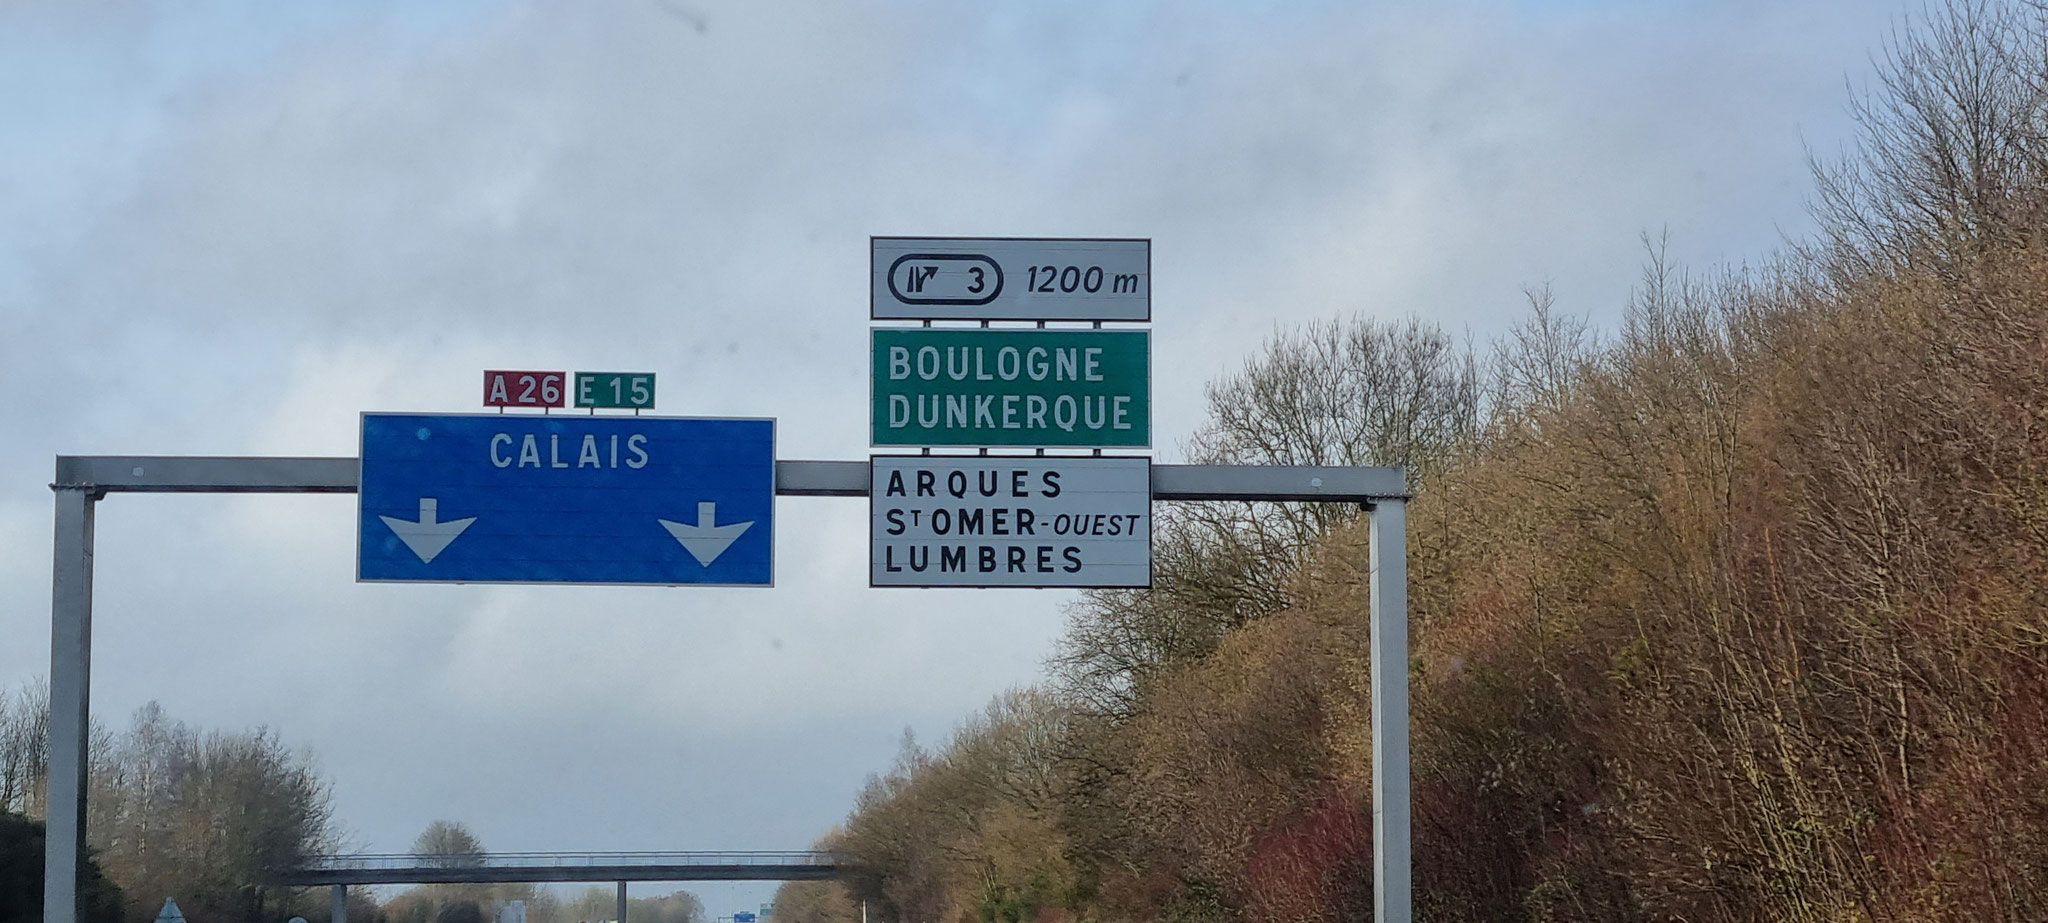 A 26 E 15
CALAIS
3 1200 m
BOULOGNE
DUNKERQUE
ARQUES
ST OMER-OUEST
LUMBRES